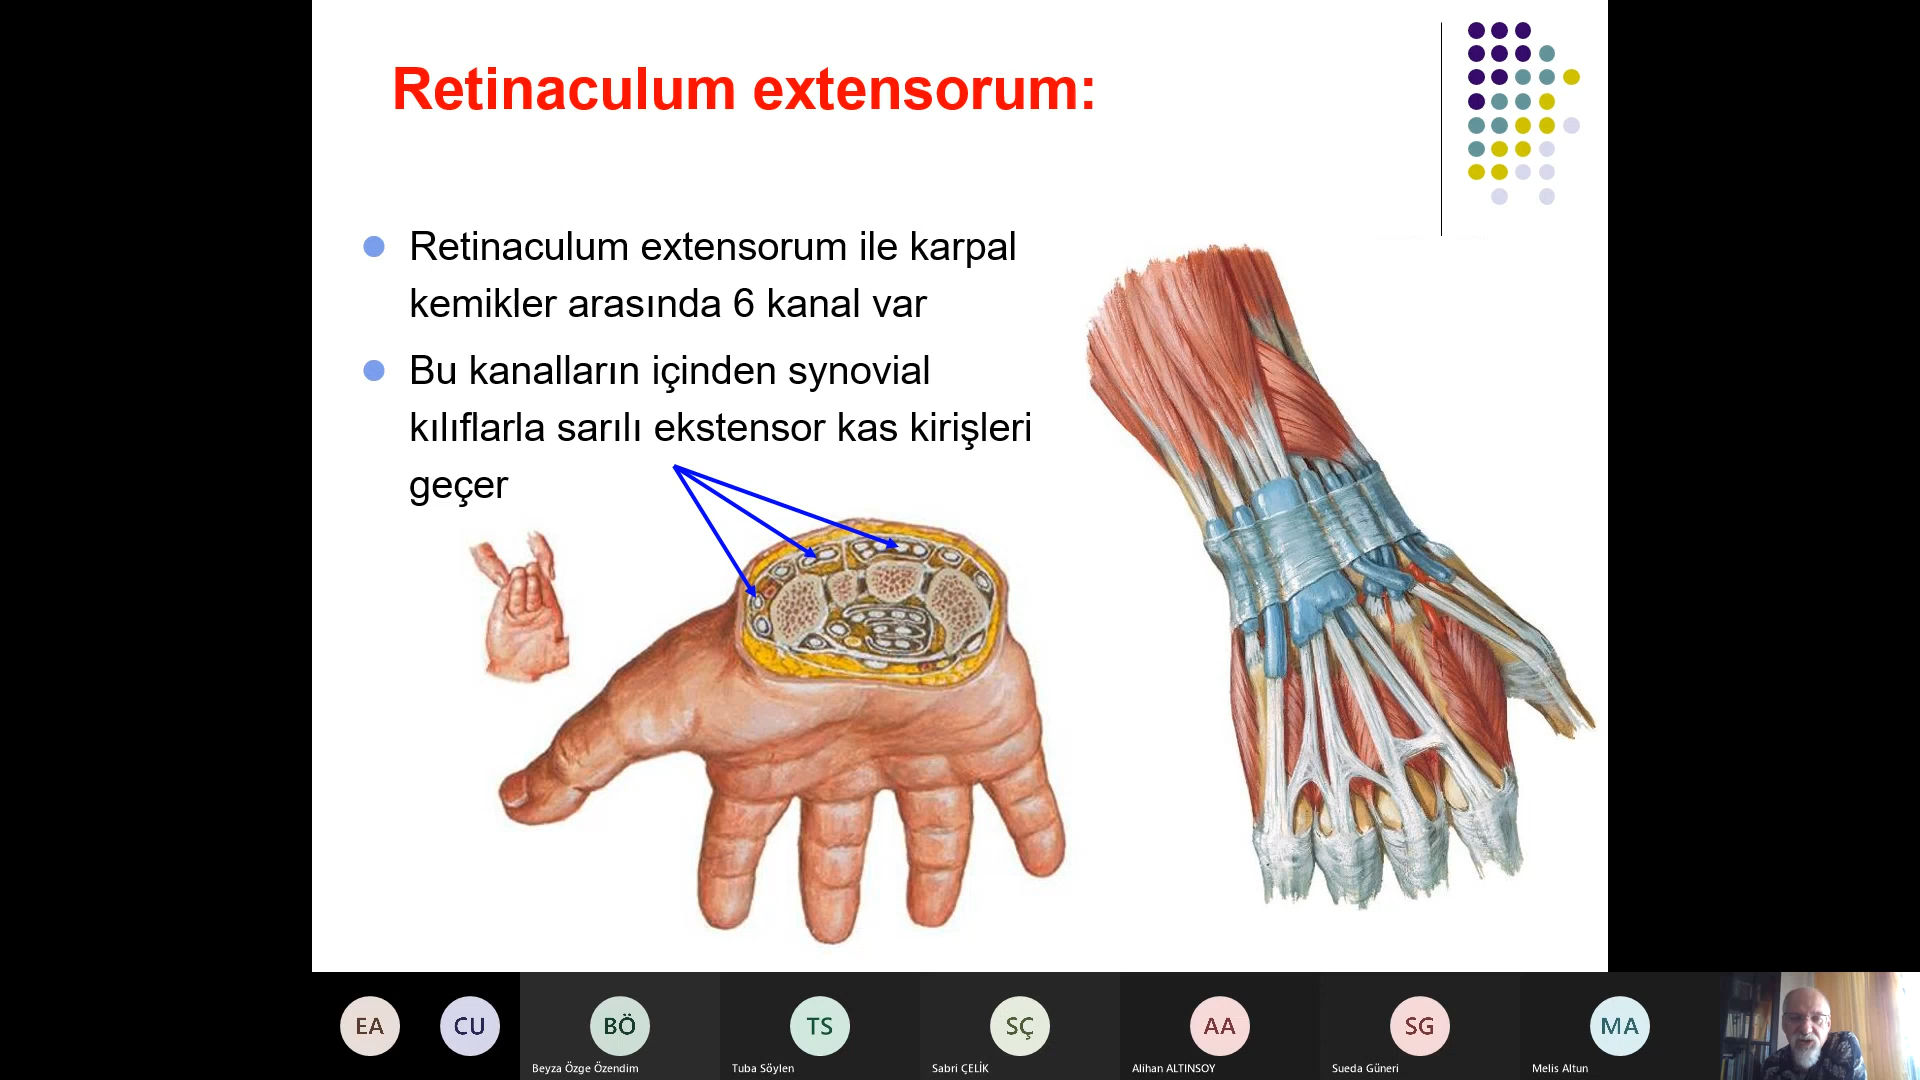 Retinaculum extensorum:
Retinaculum extensorum ile karpal
kemikler arasında 6 kanal var
Bu kanalların içinden synovial
kılıflarla sarılı ekstensor kas kirişleri
geçer
EA
CU
BÖ
TS
SÇ
AA
SG
MA
Beyza Özge Özendim
Tuba Söylen
Sabri ÇELİK
Alihan ALTINSOY
Sueda Güneri
Melis Altun